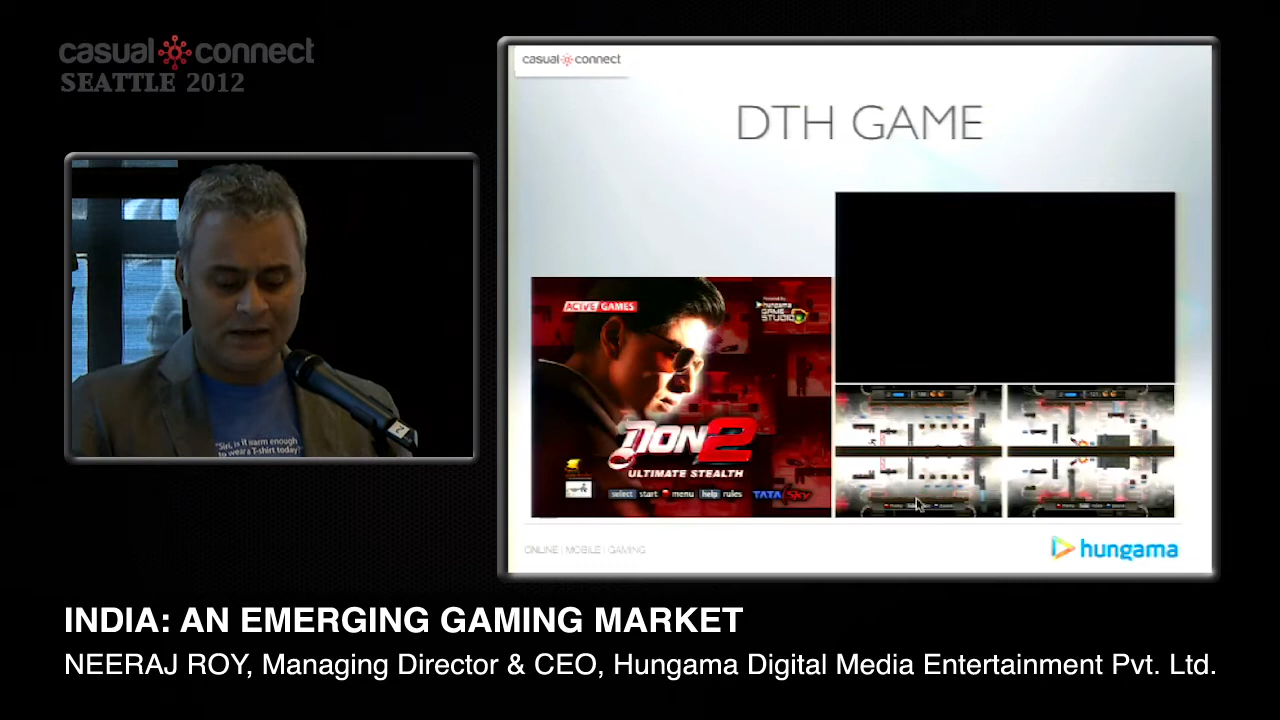 casual connect
SEATTLE 2012
casual connect
DTH GAME
ACTIVE GAMES
Powered By
hungama
GAME
STUDIO
DON 2
ULTIMATE STEALTH
select start menu help rules TATA Sky
ONLINE | MOBILE | GAMING
hungama
"Siri, is it warm enough
to wear a T-shirt today?"
INDIA: AN EMERGING GAMING MARKET
NEERAJ ROY, Managing Director & CEO, Hungama Digital Media Entertainment Pvt. Ltd.